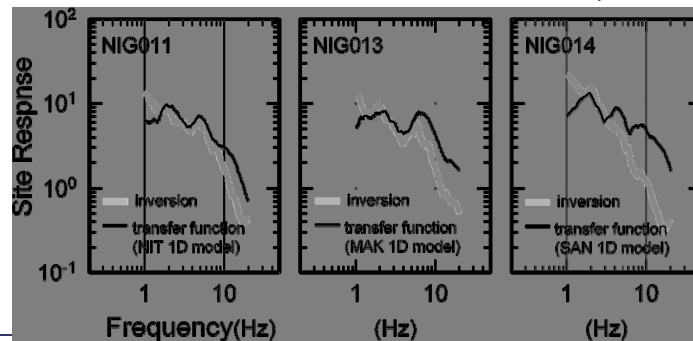 10²
10¹
10⁰
10⁻¹
Site Respnse
NIG011
inversion
transfer function
(NIT 1D model)
1 10
Frequency(Hz)
NIG013
inversion
transfer function
(MAK 1D model)
1 10
(Hz)
NIG014
inversion
transfer function
(SAN 1D model)
1 10
(Hz)